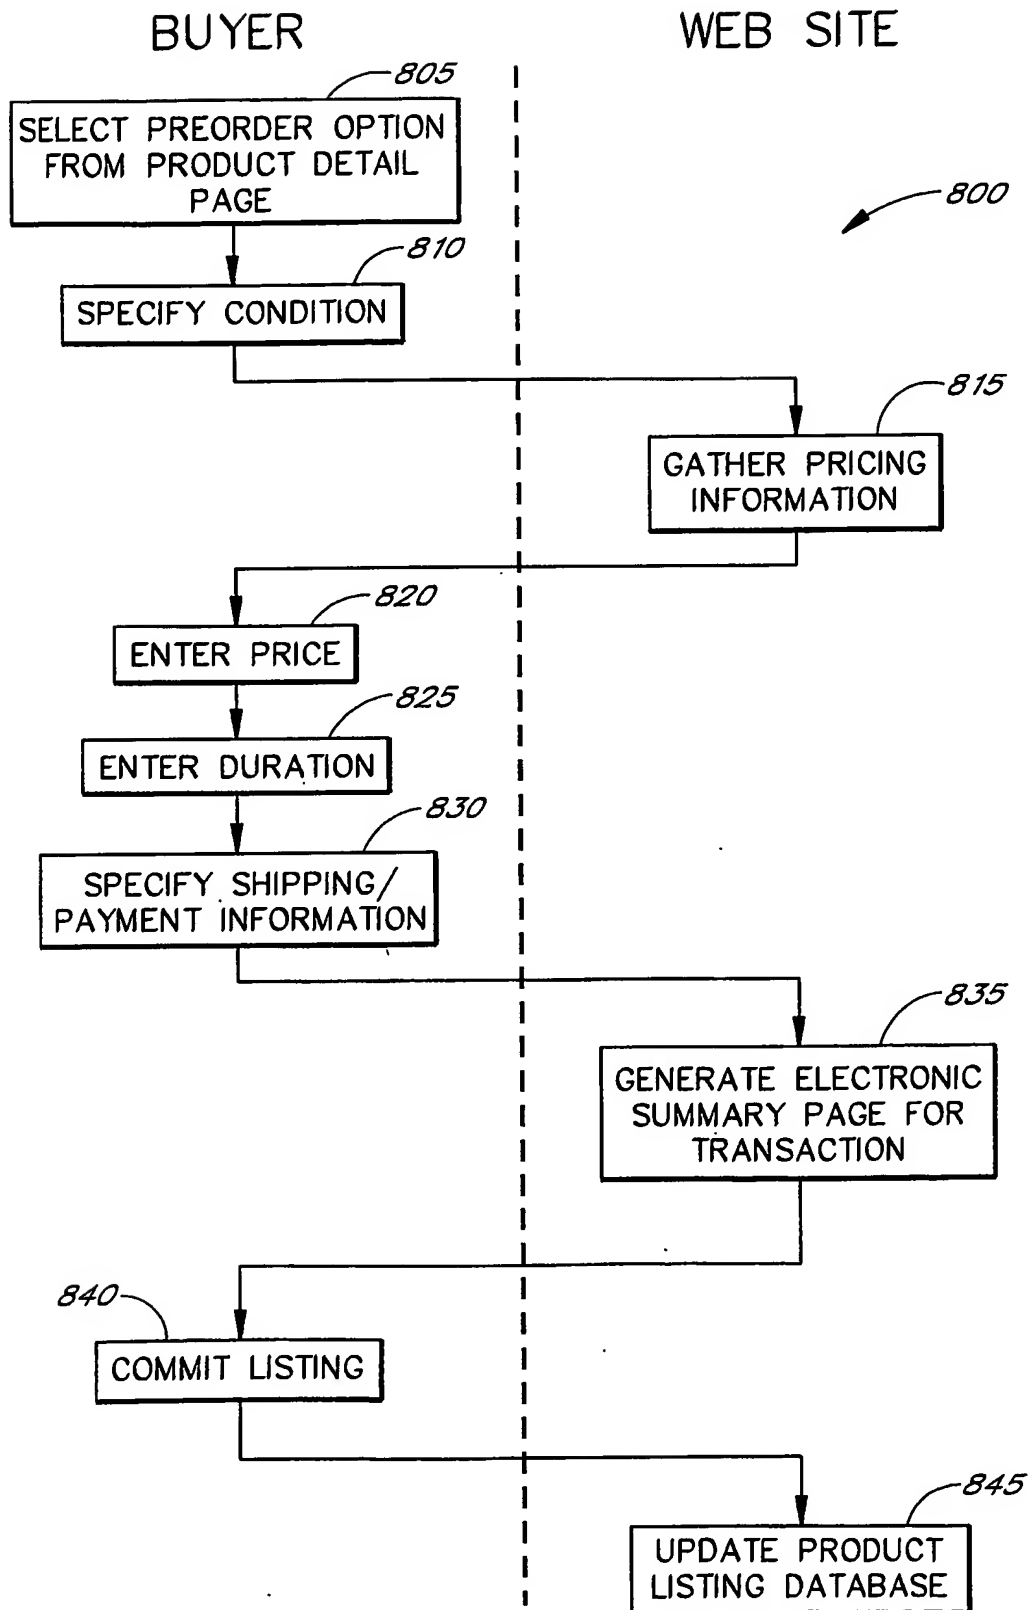 BUYER
WEB SITE
805
SELECT PREORDER OPTION
FROM PRODUCT DETAIL
PAGE
800
810
SPECIFY CONDITION
815
GATHER PRICING
INFORMATION
820
ENTER PRICE
825
ENTER DURATION
830
SPECIFY SHIPPING/
PAYMENT INFORMATION
835
GENERATE ELECTRONIC
SUMMARY PAGE FOR
TRANSACTION
840
COMMIT LISTING
845
UPDATE PRODUCT
LISTING DATABASE